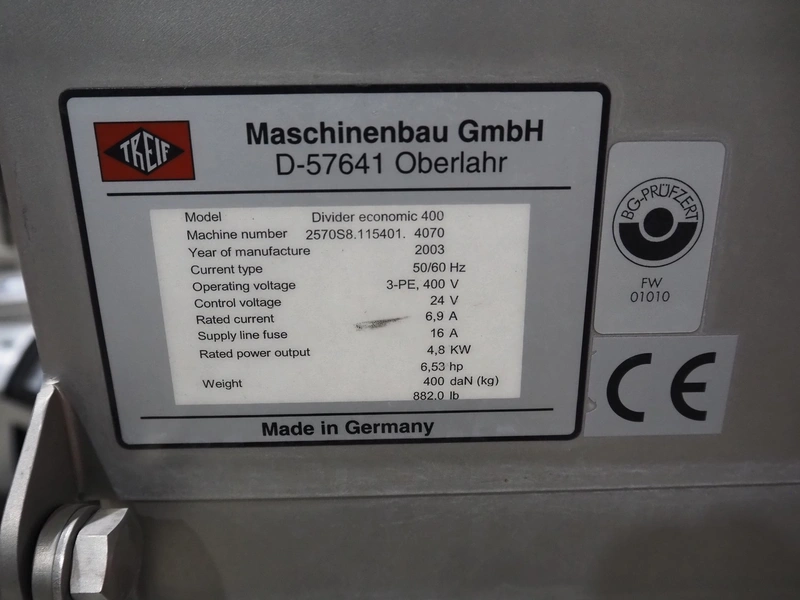 TREIF
Maschinenbau GmbH
D-57641 Oberlahr
Model Divider economic 400
Machine number 2570S8.115401. 4070
Year of manufacture 2003
Current type 50/60 Hz
Operating voltage 3-PE, 400 V
Control voltage 24 V
Rated current 6,9 A
Supply line fuse 16 A
Rated power output 4,8 KW
6,53 hp
Weight 400 daN (kg)
882.0 lb
Made in Germany
BG-PRÜFZERT
FW
01010
CE